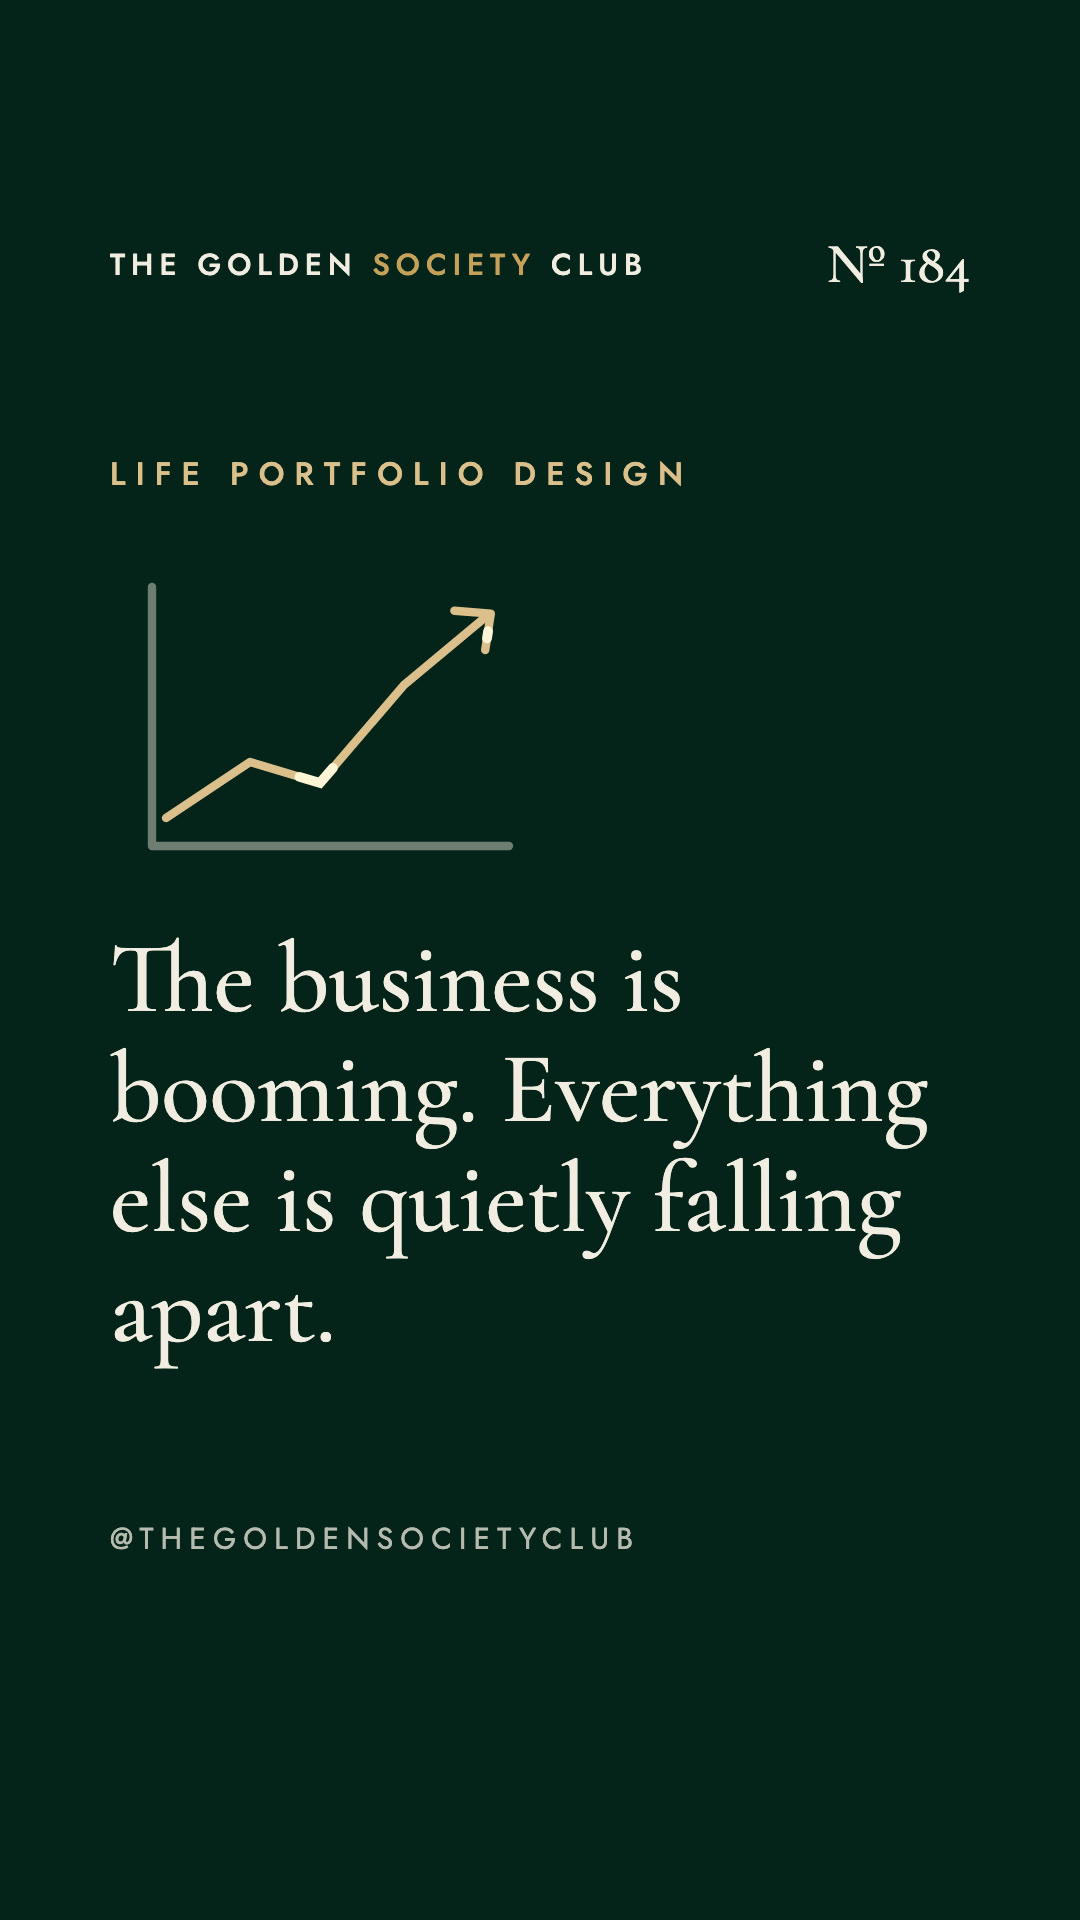 THE GOLDEN SOCIETY CLUB
Nº 184
LIFE PORTFOLIO DESIGN
The business is
booming. Everything
else is quietly falling
apart.
@THEGOLDENSOCIETYCLUB